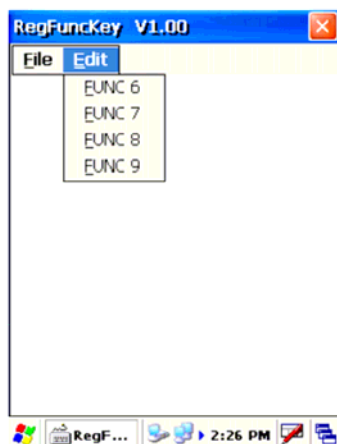 RegFuncKey V1.00
File Edit
FUNC 6
FUNC 7
FUNC 8
FUNC 9
RegF... 2:26 PM